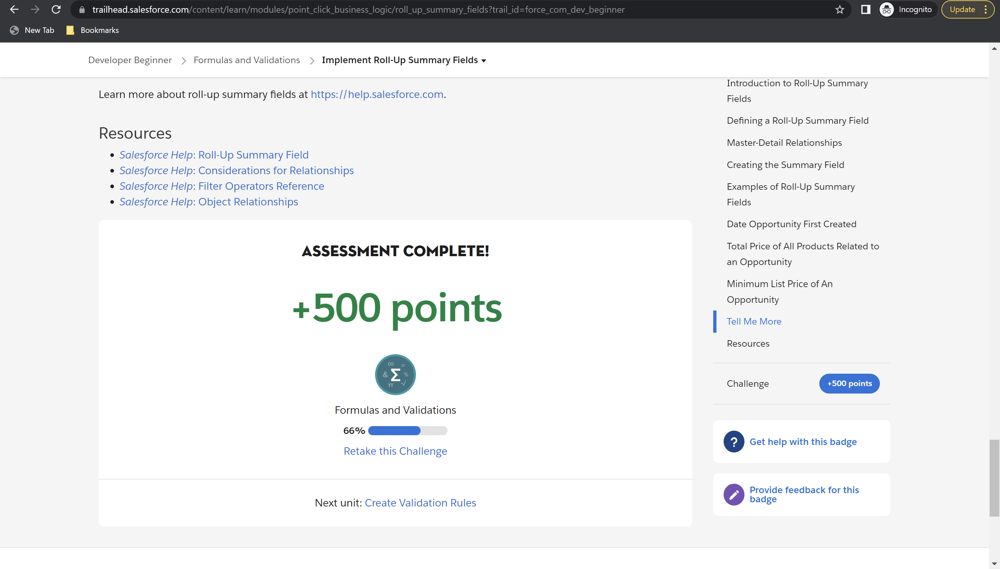 trailhead.salesforce.com/content/learn/modules/point_click_business_logic/roll_up_summary_fields?trail_id=force_com_dev_beginner
Incognito
Update
New Tab
Bookmarks
Developer Beginner
Formulas and Validations
Implement Roll-Up Summary Fields
Learn more about roll-up summary fields at https://help.salesforce.com.
Resources
Salesforce Help: Roll-Up Summary Field
Salesforce Help: Considerations for Relationships
Salesforce Help: Filter Operators Reference
Salesforce Help: Object Relationships
ASSESSMENT COMPLETE!
+500 points
∞ =
& Σ %
π √
Formulas and Validations
66%
Retake this Challenge
Next unit: Create Validation Rules
Introduction to Roll-Up Summary
Fields
Defining a Roll-Up Summary Field
Master-Detail Relationships
Creating the Summary Field
Examples of Roll-Up Summary
Fields
Date Opportunity First Created
Total Price of All Products Related to
an Opportunity
Minimum List Price of An
Opportunity
Tell Me More
Resources
Challenge
+500 points
?
Get help with this badge
Provide feedback for this
badge